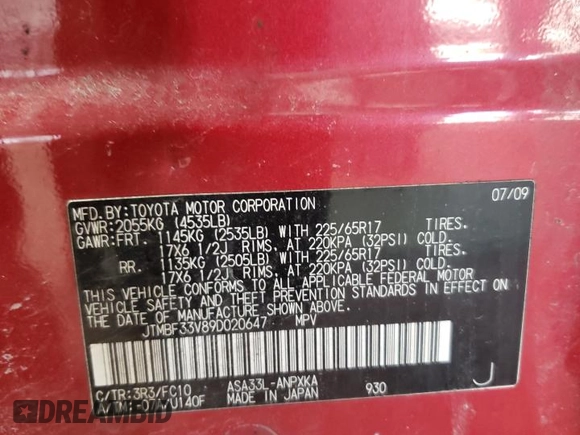 MFD.BY:TOYOTA MOTOR CORPORATION 07/09
GVWR:2055KG (4535LB)
GAWR:FRT. 1145KG (2535LB) WITH 225/65R17 TIRES.
17X6 1/2J RIMS. AT 220KPA (32PSI) COLD.
RR. 1135KG (2505LB) WITH 225/65R17 TIRES.
17X6 1/2J RIMS. AT 220KPA (32PSI) COLD.
THIS VEHICLE CONFORMS TO ALL APPLICABLE FEDERAL MOTOR
VEHICLE SAFETY AND THEFT PREVENTION STANDARDS IN EFFECT
ON THE DATE OF MANUFACTURE SHOWN ABOVE.
JTMBF33V89D020647 MPV
C/TR:3R3/FC10 ASA33L-ANPXKA
U140F MADE IN JAPAN 930 J
DREAMBID